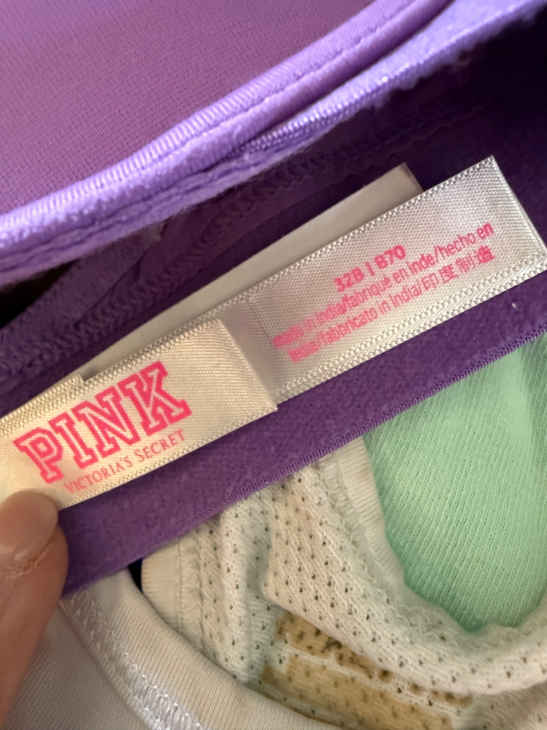 PINK
VICTORIA'S SECRET
32B | B70
made in India/fabriqué en Inde/hecho en
India/fabricato in India/印度制造